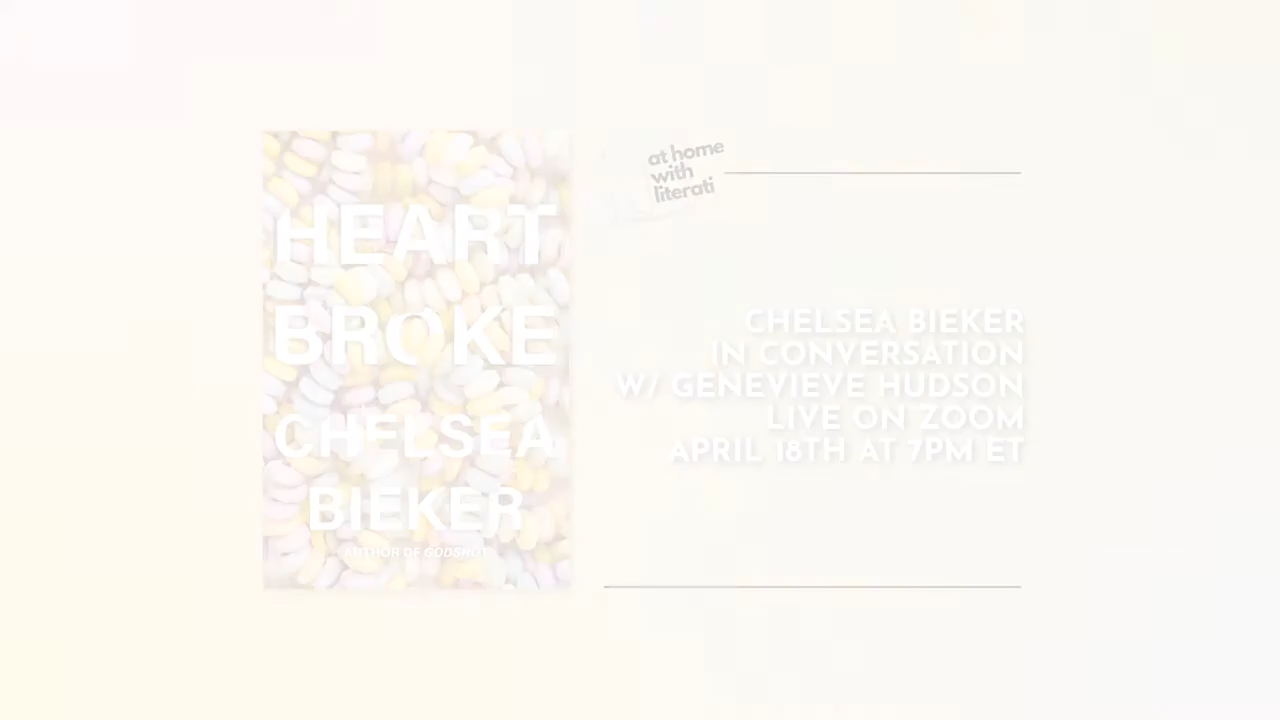 HEART
BROKE
CHELSEA
BIEKER
AUTHOR OF GODSHOT
at home
with
literati
CHELSEA BIEKER
IN CONVERSATION
W/ GENEVIEVE HUDSON
LIVE ON ZOOM
APRIL 18TH AT 7PM ET